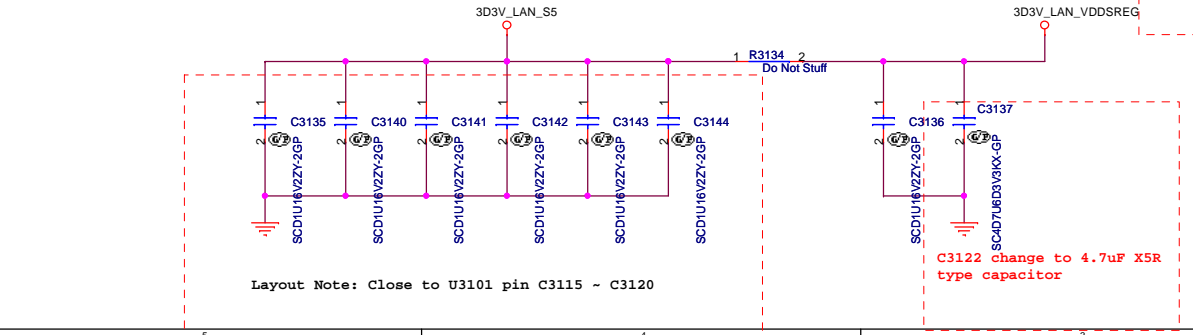 3D3V_LAN_S5
3D3V_LAN_VDDSREG
1 R3134 2
Do Not Stuff
1 C3135 2 G/P SCD1U16V2ZY-2GP
1 C3140 2 G/P SCD1U16V2ZY-2GP
1 C3141 2 G/P SCD1U16V2ZY-2GP
1 C3142 2 G/P SCD1U16V2ZY-2GP
1 C3143 2 G/P SCD1U16V2ZY-2GP
1 C3144 2 G/P SCD1U16V2ZY-2GP
1 C3136 2 G/P SCD1U16V2ZY-2GP
1 C3137 2 G/P SC4D7U6D3V3KX-GP
C3122 change to 4.7uF X5R
type capacitor
Layout Note: Close to U3101 pin C3115 ~ C3120